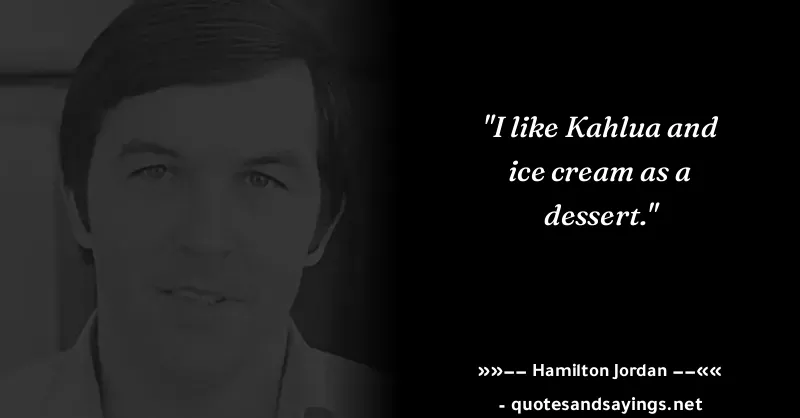 "I like Kahlua and
ice cream as a
dessert."
»»−− Hamilton Jordan −−««
- quotesandsayings.net